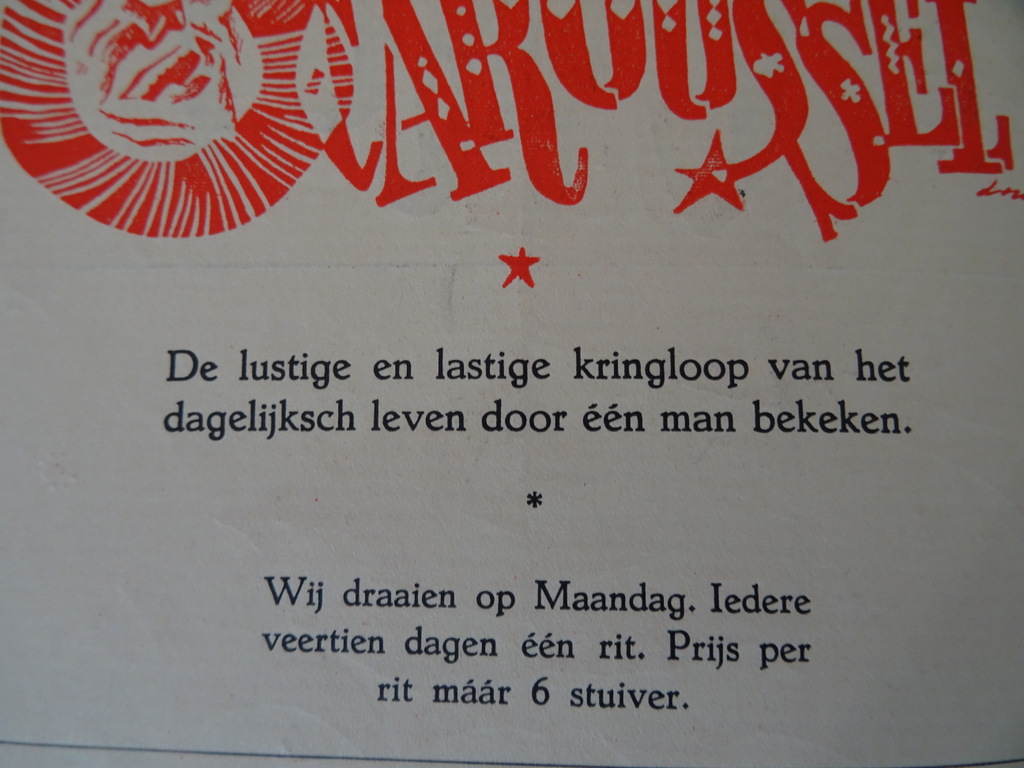 CAROUSSEL
De lustige en lastige kringloop van het
dagelijksch leven door één man bekeken.
*
Wij draaien op Maandag. Iedere
veertien dagen één rit. Prijs per
rit máár 6 stuiver.